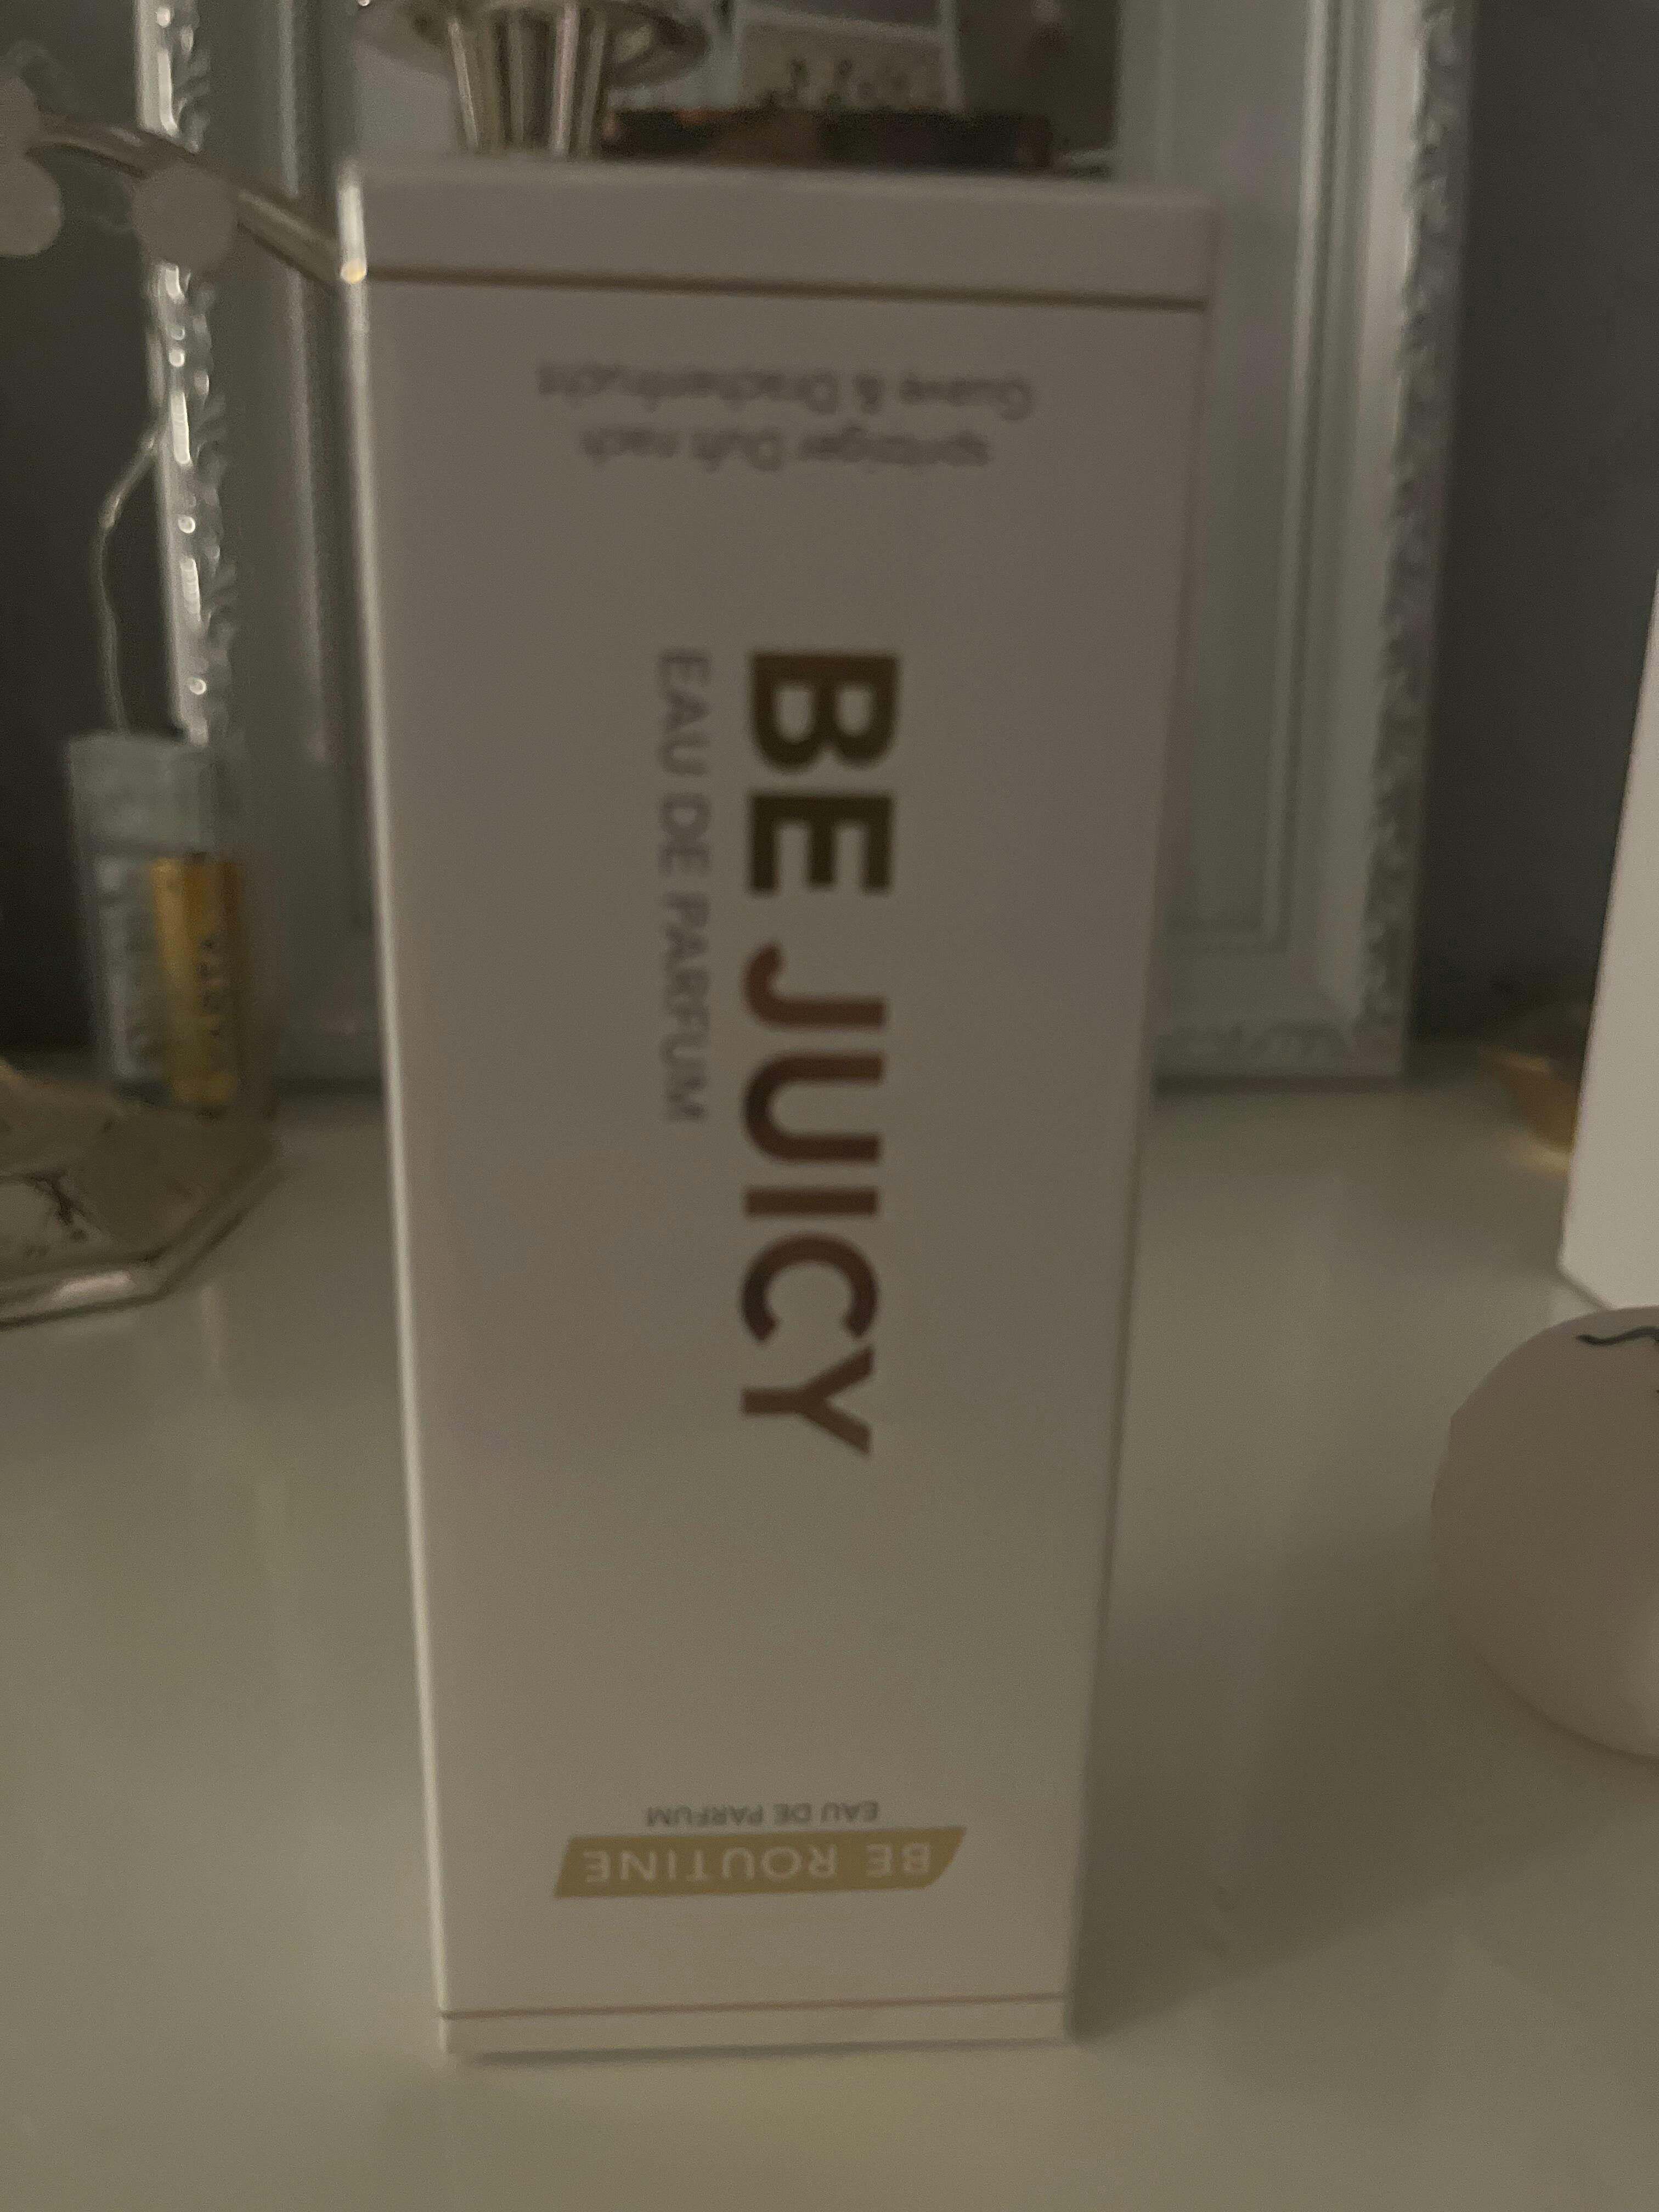 BE ROUTINE
EAU DE PARFUM
BE JUICY
EAU DE PARFUM
spritziger Duft nach
Guave & Drachenfrucht